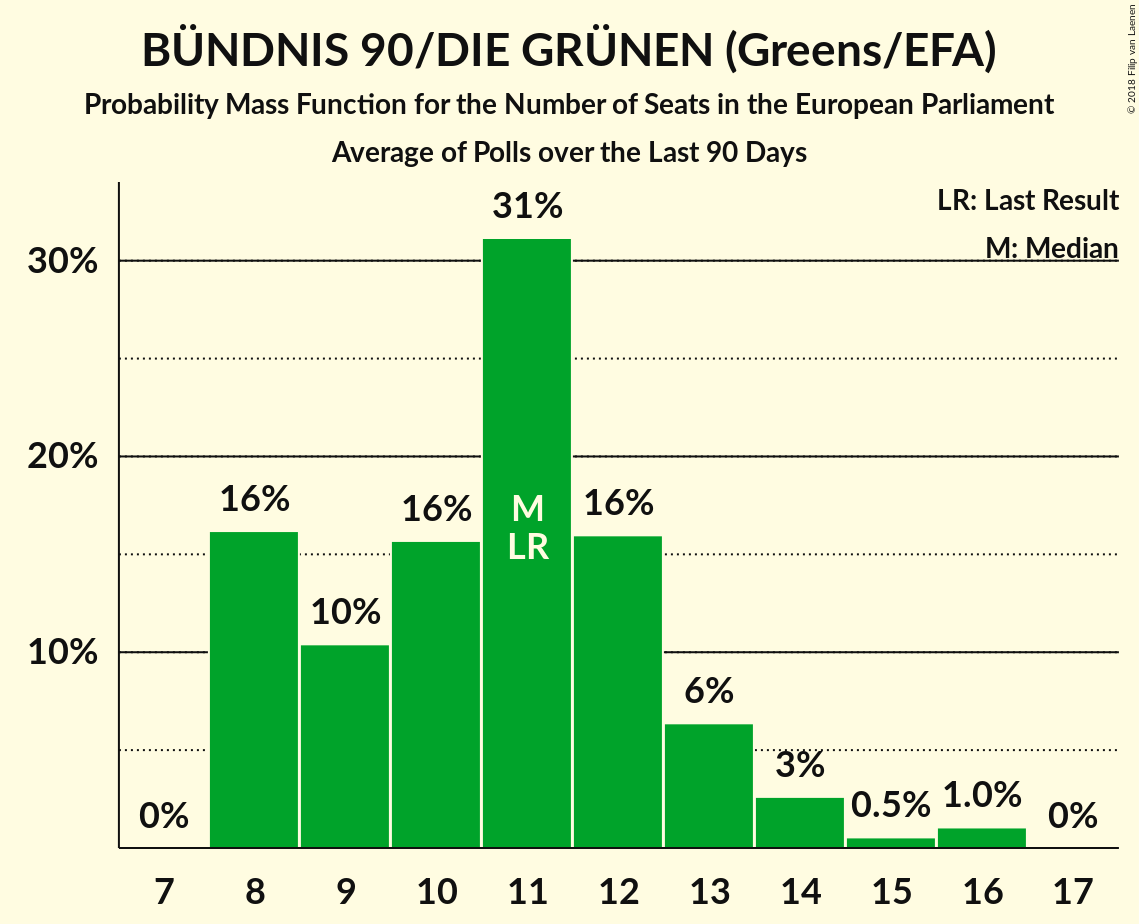 BÜNDNIS 90/DIE GRÜNEN (Greens/EFA)
Probability Mass Function for the Number of Seats in the European Parliament
Average of Polls over the Last 90 Days
© 2018 Filip van Laenen
LR: Last Result
M: Median
31%
30%
20%
16%
16%
16%
M
LR
10%
10%
6%
3%
0%
0.5%
1.0%
0%
7 8 9 10 11 12 13 14 15 16 17